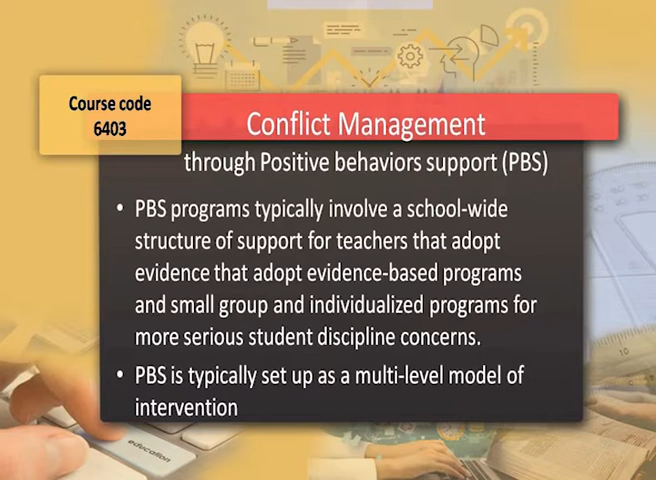 Course code
6403
Conflict Management
through Positive behaviors support (PBS)
• PBS programs typically involve a school-wide
structure of support for teachers that adopt
evidence that adopt evidence-based programs
and small group and individualized programs for
more serious student discipline concerns.
• PBS is typically set up as a multi-level model of
intervention
education
10